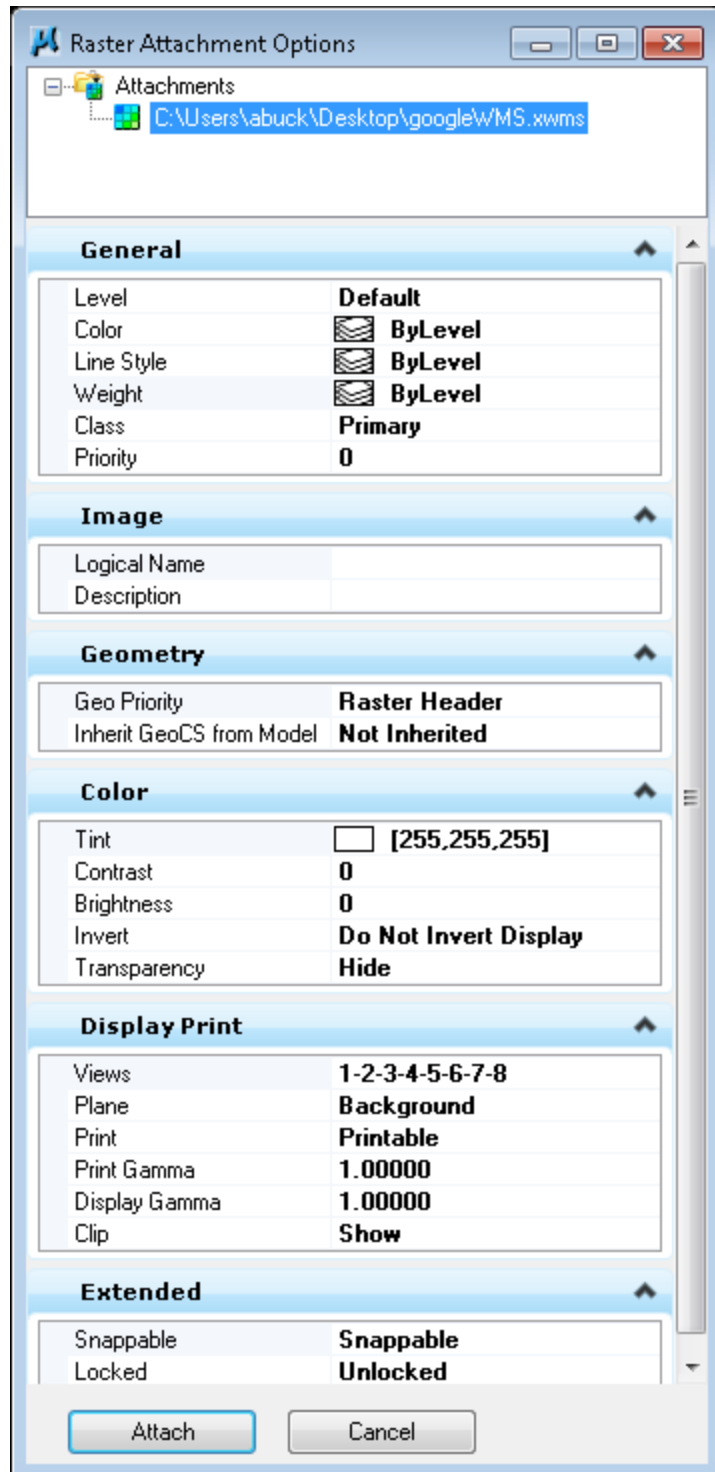 Raster Attachment Options
Attachments
C:\Users\abuck\Desktop\googleWMS.xwms
General
Level Default
Color ByLevel
Line Style ByLevel
Weight ByLevel
Class Primary
Priority 0
Image
Logical Name
Description
Geometry
Geo Priority Raster Header
Inherit GeoCS from Model Not Inherited
Color
Tint [255,255,255]
Contrast 0
Brightness 0
Invert Do Not Invert Display
Transparency Hide
Display Print
Views 1-2-3-4-5-6-7-8
Plane Background
Print Printable
Print Gamma 1.00000
Display Gamma 1.00000
Clip Show
Extended
Snappable Snappable
Locked Unlocked
Attach Cancel